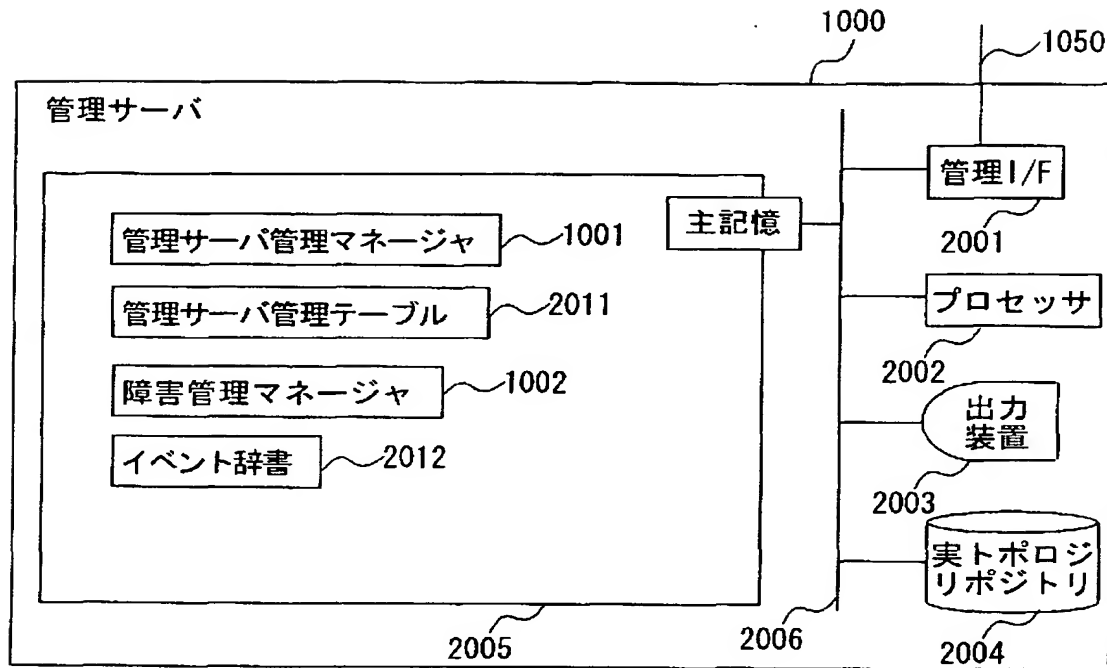 1000
1050
管理サーバ
管理I/F
2001
主記憶
管理サーバ管理マネージャ
1001
管理サーバ管理テーブル
2011
プロセッサ
2002
障害管理マネージャ
1002
出力
装置
2003
イベント辞書
2012
実トポロジ
リポジトリ
2004
2005
2006